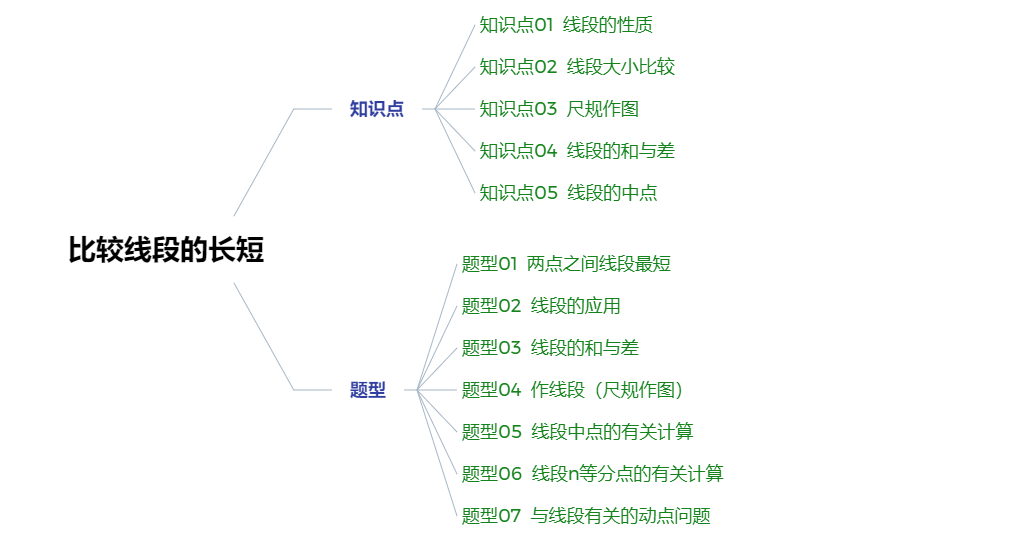 比较线段的长短
知识点
知识点01 线段的性质
知识点02 线段大小比较
知识点03 尺规作图
知识点04 线段的和与差
知识点05 线段的中点
题型
题型01 两点之间线段最短
题型02 线段的应用
题型03 线段的和与差
题型04 作线段（尺规作图）
题型05 线段中点的有关计算
题型06 线段n等分点的有关计算
题型07 与线段有关的动点问题